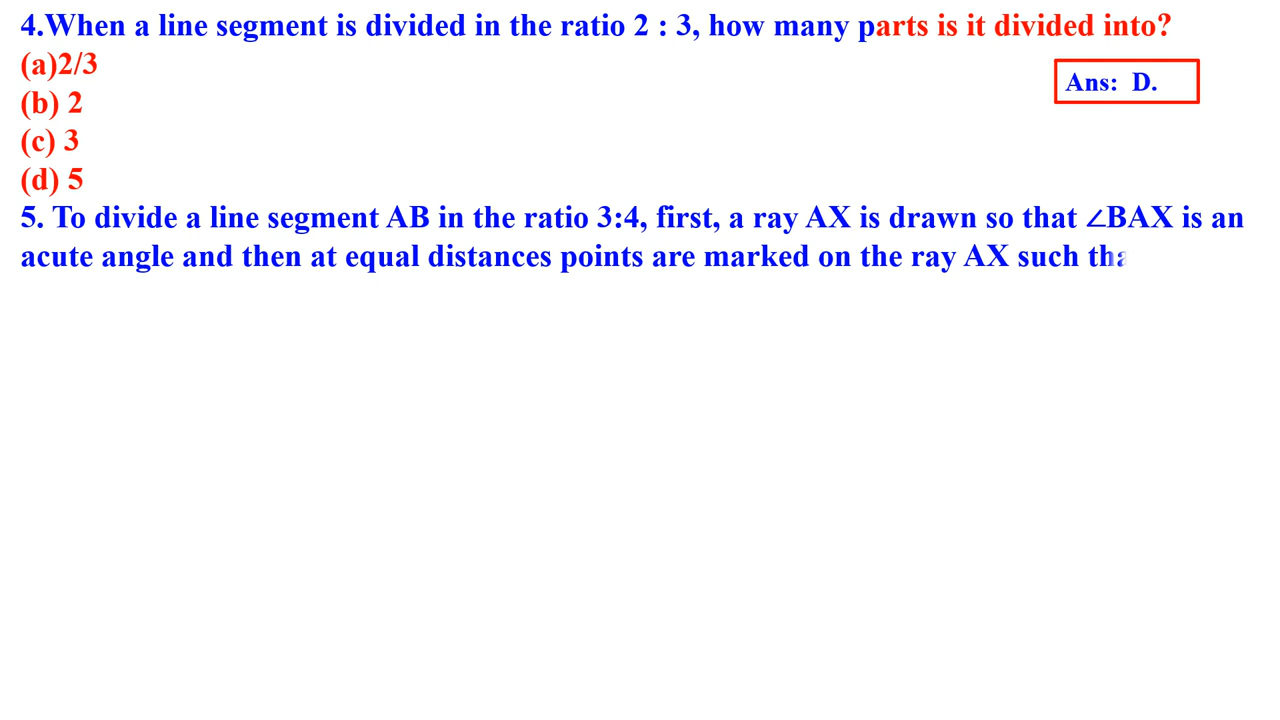 4.When a line segment is divided in the ratio 2 : 3, how many parts is it divided into?
(a)2/3
Ans: D.
(b) 2
(c) 3
(d) 5
5. To divide a line segment AB in the ratio 3:4, first, a ray AX is drawn so that ∠BAX is an
acute angle and then at equal distances points are marked on the ray AX such tha